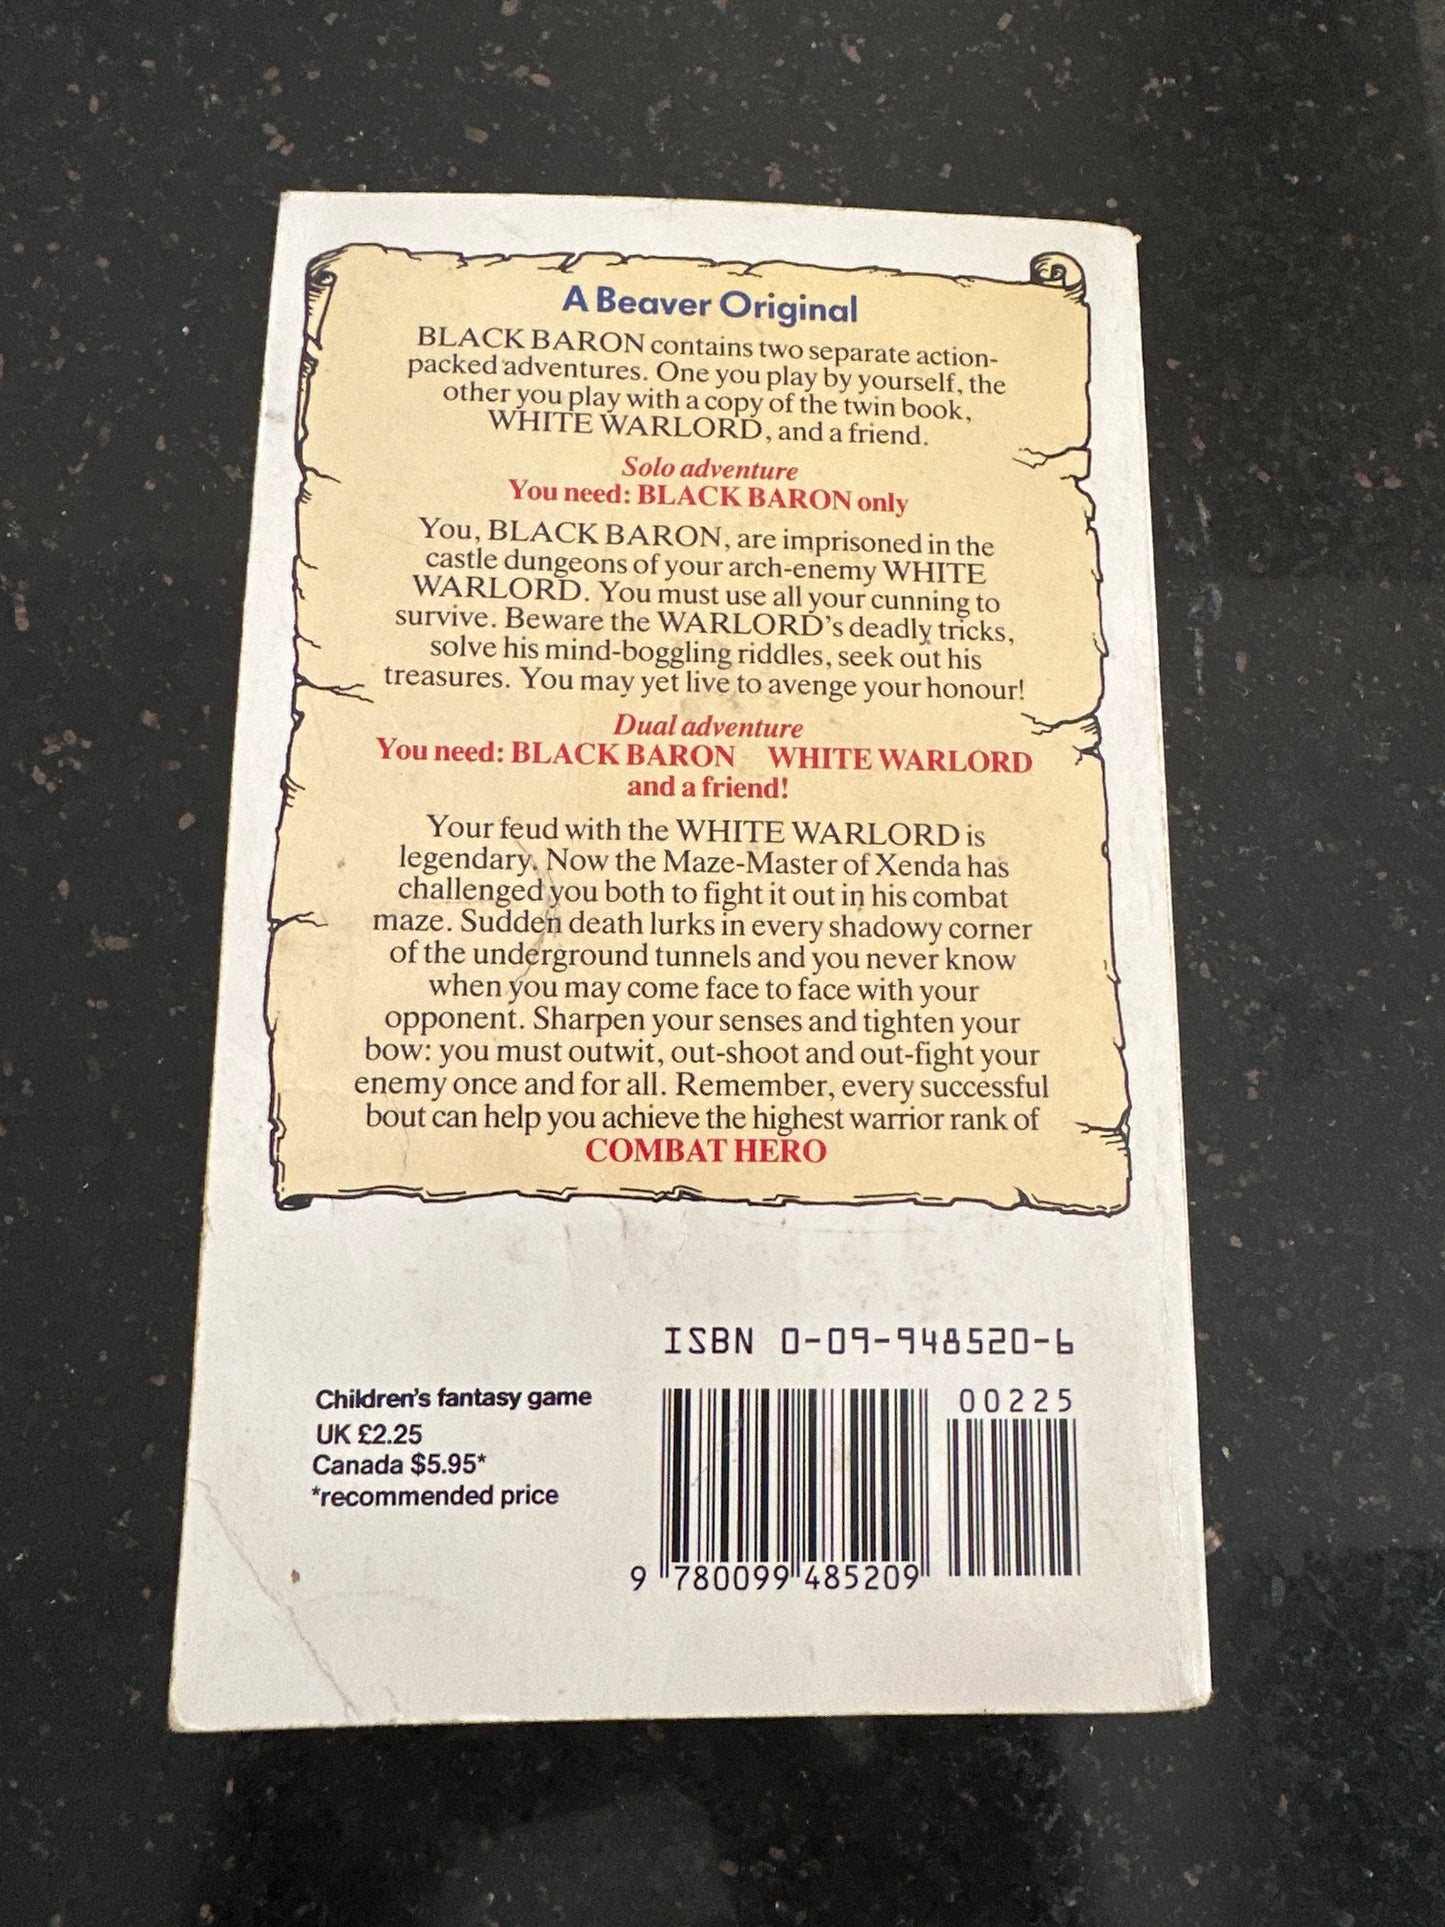 A Beaver Original
BLACK BARON contains two separate action-
packed adventures. One you play by yourself, the
other you play with a copy of the twin book,
WHITE WARLORD, and a friend.
Solo adventure
You need: BLACK BARON only
You, BLACK BARON, are imprisoned in the
castle dungeons of your arch-enemy WHITE
WARLORD. You must use all your cunning to
survive. Beware the WARLORD's deadly tricks,
solve his mind-boggling riddles, seek out his
treasures. You may yet live to avenge your honour!
Dual adventure
You need: BLACK BARON WHITE WARLORD
and a friend!
Your feud with the WHITE WARLORD is
legendary. Now the Maze-Master of Xenda has
challenged you both to fight it out in his combat
maze. Sudden death lurks in every shadowy corner
of the underground tunnels and you never know
when you may come face to face with your
opponent. Sharpen your senses and tighten your
bow: you must outwit, out-shoot and out-fight your
enemy once and for all. Remember, every successful
bout can help you achieve the highest warrior rank of
COMBAT HERO
ISBN 0-09-948520-6
00225
Children's fantasy game
UK £2.25
Canada $5.95*
*recommended price
9 780099 485209